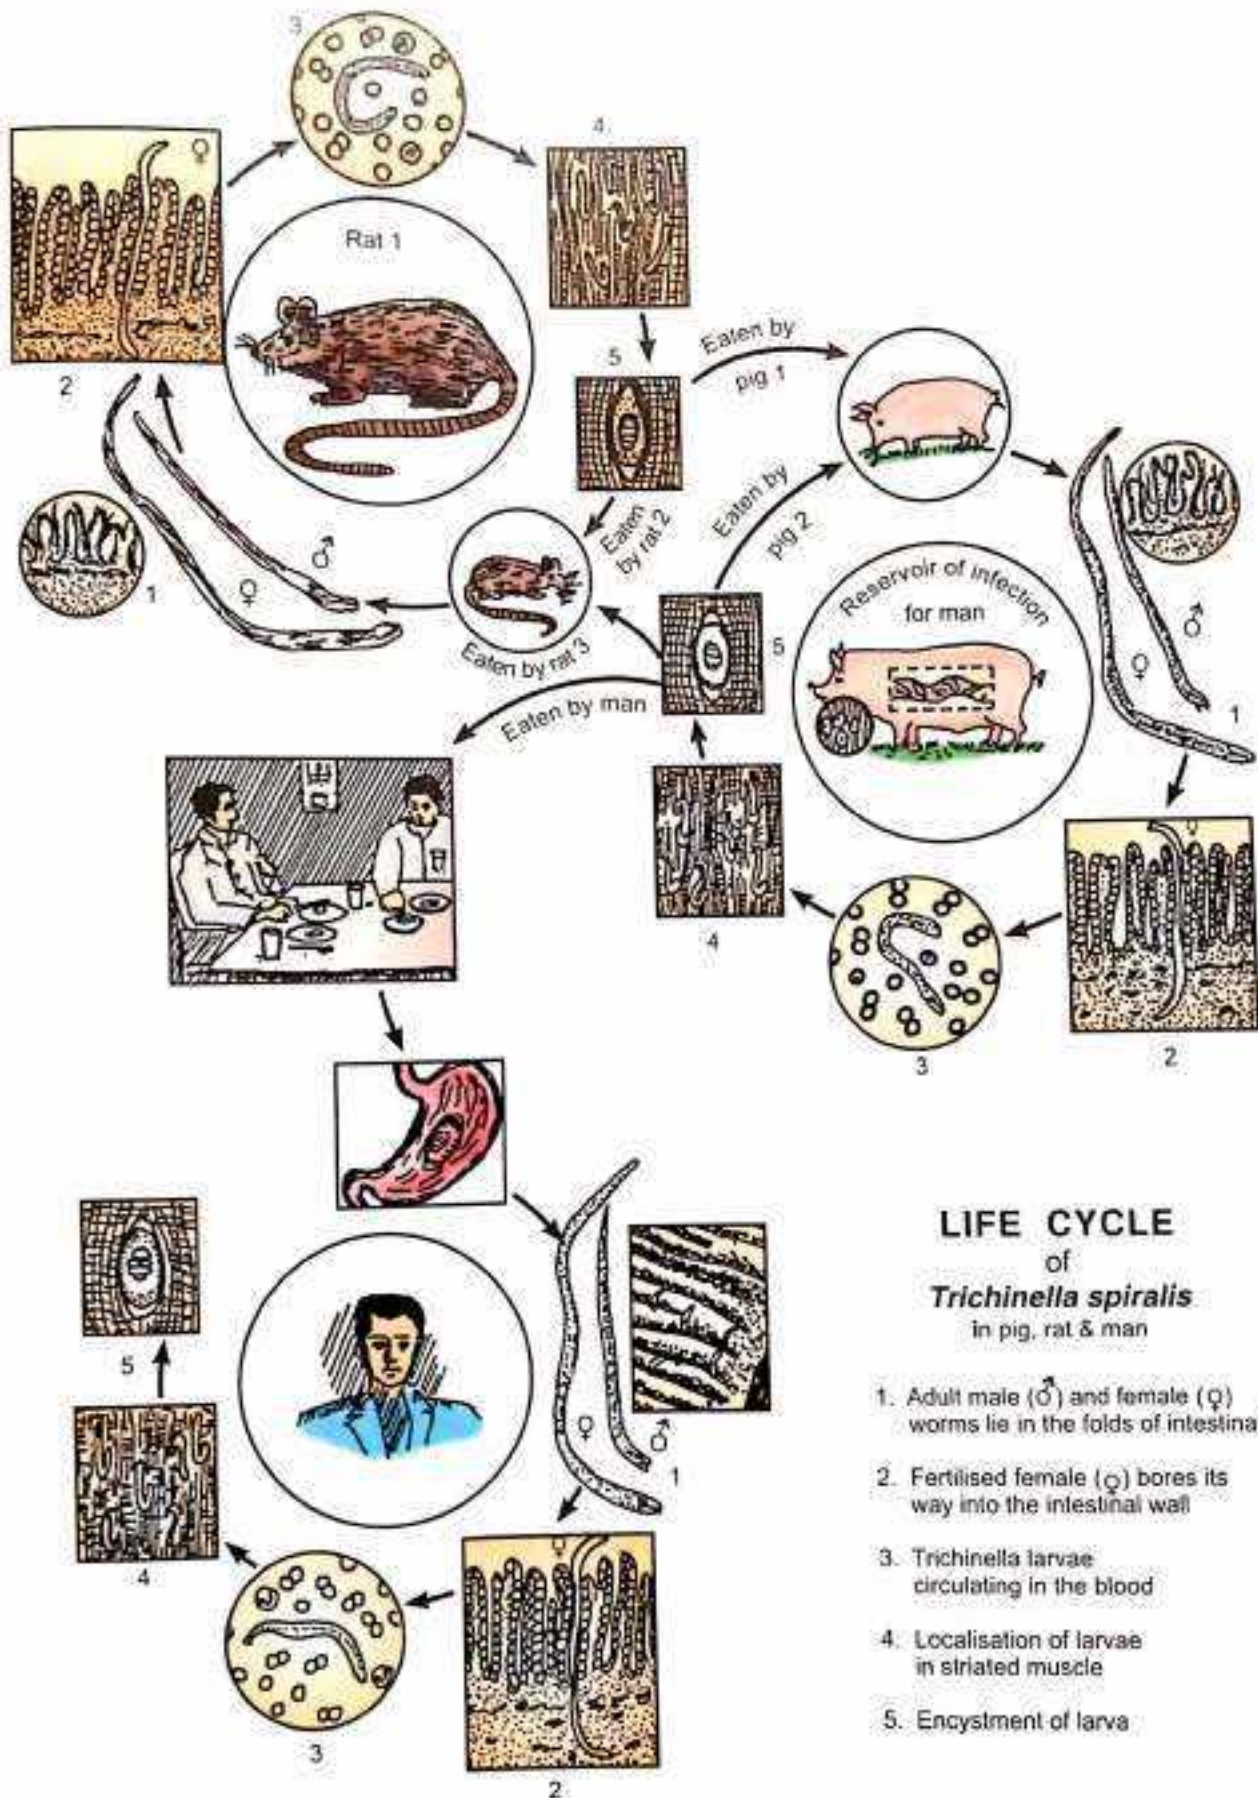 3
4
Rat 1
2
5
Eaten by
pig 1
Eaten by
pig 2
Eaten
by rat 2
♂
♀
1
Eaten by rat 3
Eaten by man
5
Reservoir of infection
for man
♂
♀
1
4
3
2
5
♀
♂
1
4
3
2
LIFE CYCLE
of
Trichinella spiralis
in pig, rat & man
1. Adult male (♂) and female (♀)
worms lie in the folds of intestina
2. Fertilised female (♀) bores its
way into the intestinal wall
3. Trichinella larvae
circulating in the blood
4. Localisation of larvae
in striated muscle
5. Encystment of larva